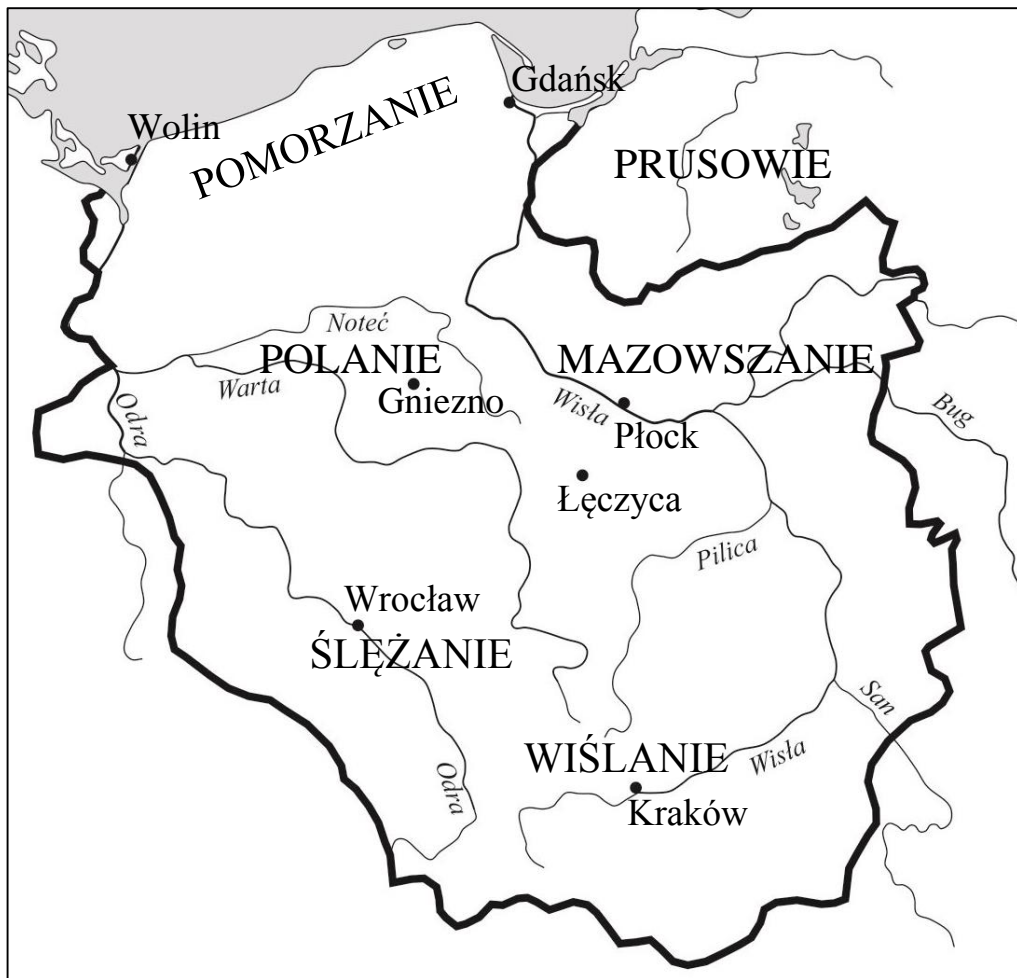 Gdańsk
Wolin
POMORZANIE
PRUSOWIE
Noteć
POLANIE
MAZOWSZANIE
Warta
Gniezno
Wisła
Odra
Bug
Płock
Łęczyca
Pilica
Wrocław
ŚLĘŻANIE
San
WIŚLANIE
Wisła
Odra
Kraków